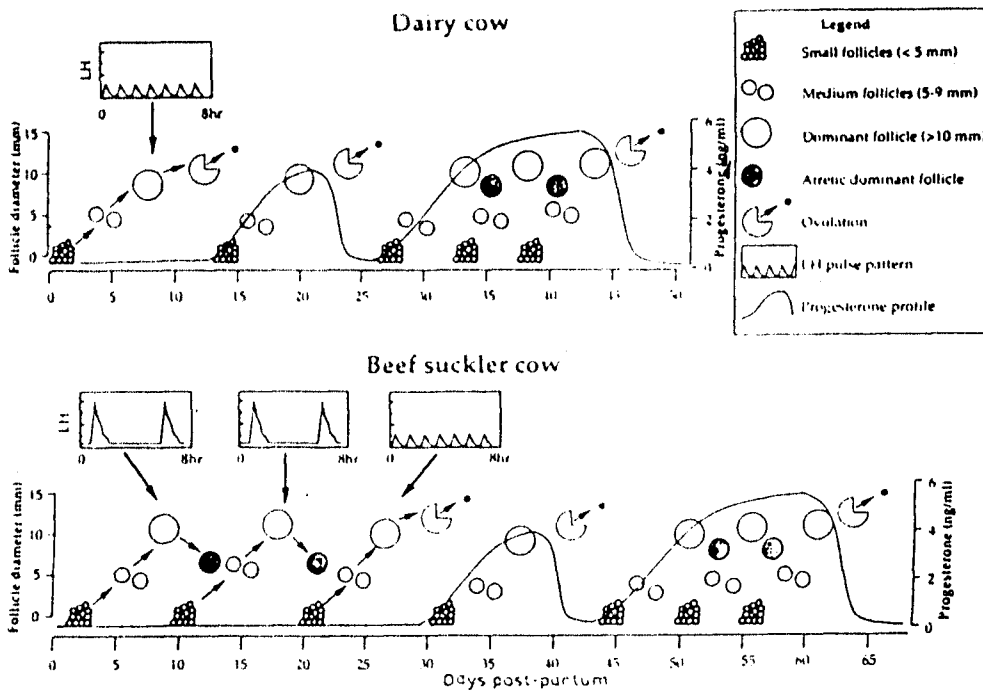 Dairy cow
LH
0 8hr
Follicle diameter (mm)
15
10
5
0
6
4
2
0
Progesterone (ng/ml)
0 5 10 15 20 25 30 35 40 45 50
Legend
Small follicles (< 5 mm)
Medium follicles (5-9 mm)
Dominant follicle (>10 mm)
Atretic dominant follicle
Ovulation
LH pulse pattern
Progesterone profile
Beef suckler cow
LH
0 8hr
0 8hr
0 8hr
Follicle diameter (mm)
15
10
5
0
6
4
2
0
Progesterone (ng/ml)
0 5 10 15 20 25 30 35 40 45 50 55 60 65
Days post-partum